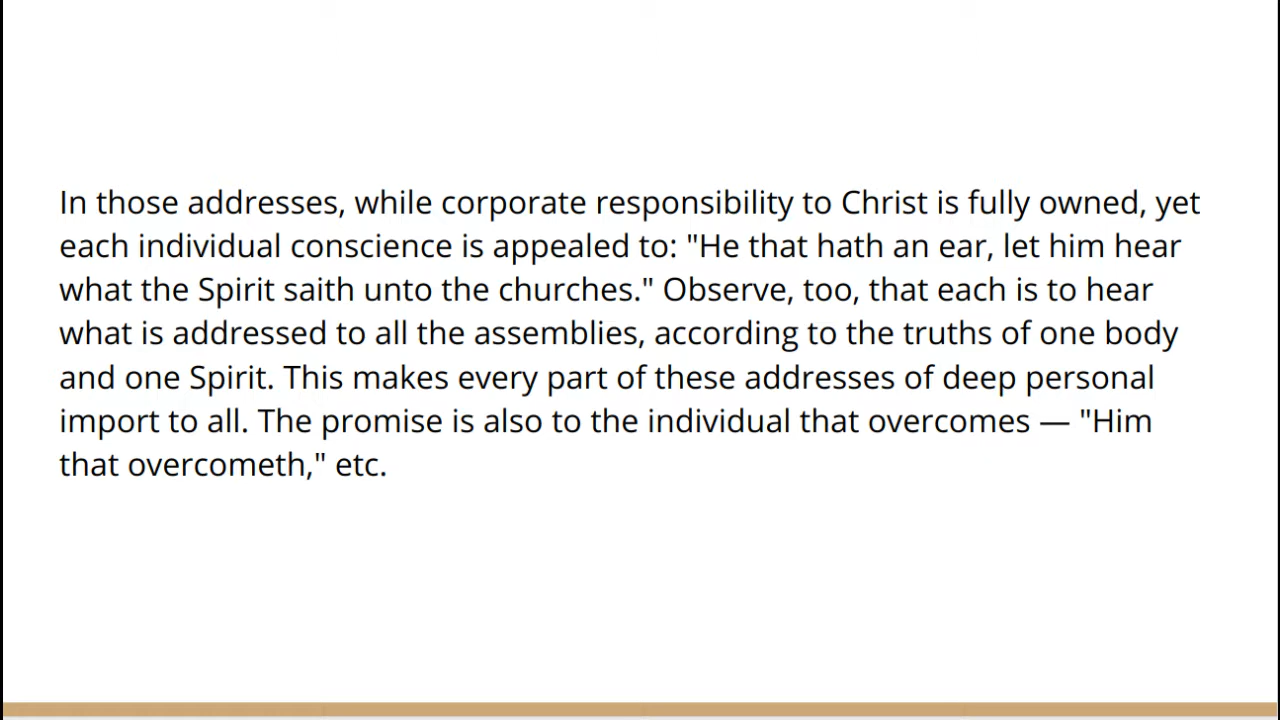 In those addresses, while corporate responsibility to Christ is fully owned, yet
each individual conscience is appealed to: "He that hath an ear, let him hear
what the Spirit saith unto the churches." Observe, too, that each is to hear
what is addressed to all the assemblies, according to the truths of one body
and one Spirit. This makes every part of these addresses of deep personal
import to all. The promise is also to the individual that overcomes — "Him
that overcometh," etc.